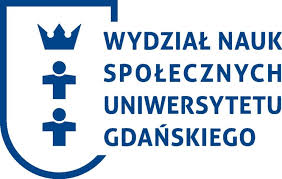 WYDZIAŁ NAUK
SPOŁECZNYCH
UNIWERSYTETU
GDAŃSKIEGO